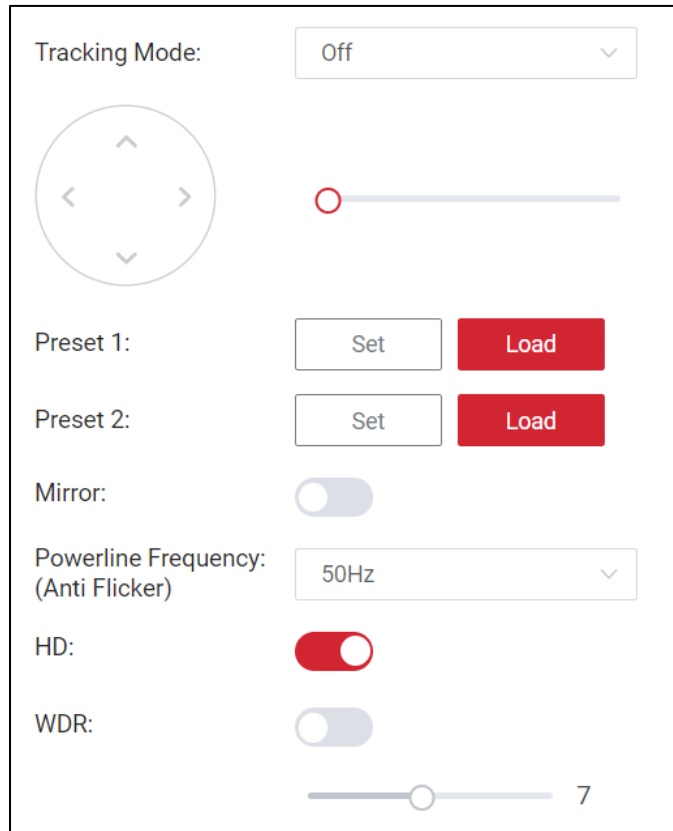 Tracking Mode:
Off
Preset 1:
Set
Load
Preset 2:
Set
Load
Mirror:
Powerline Frequency:
(Anti Flicker)
50Hz
HD:
WDR:
7